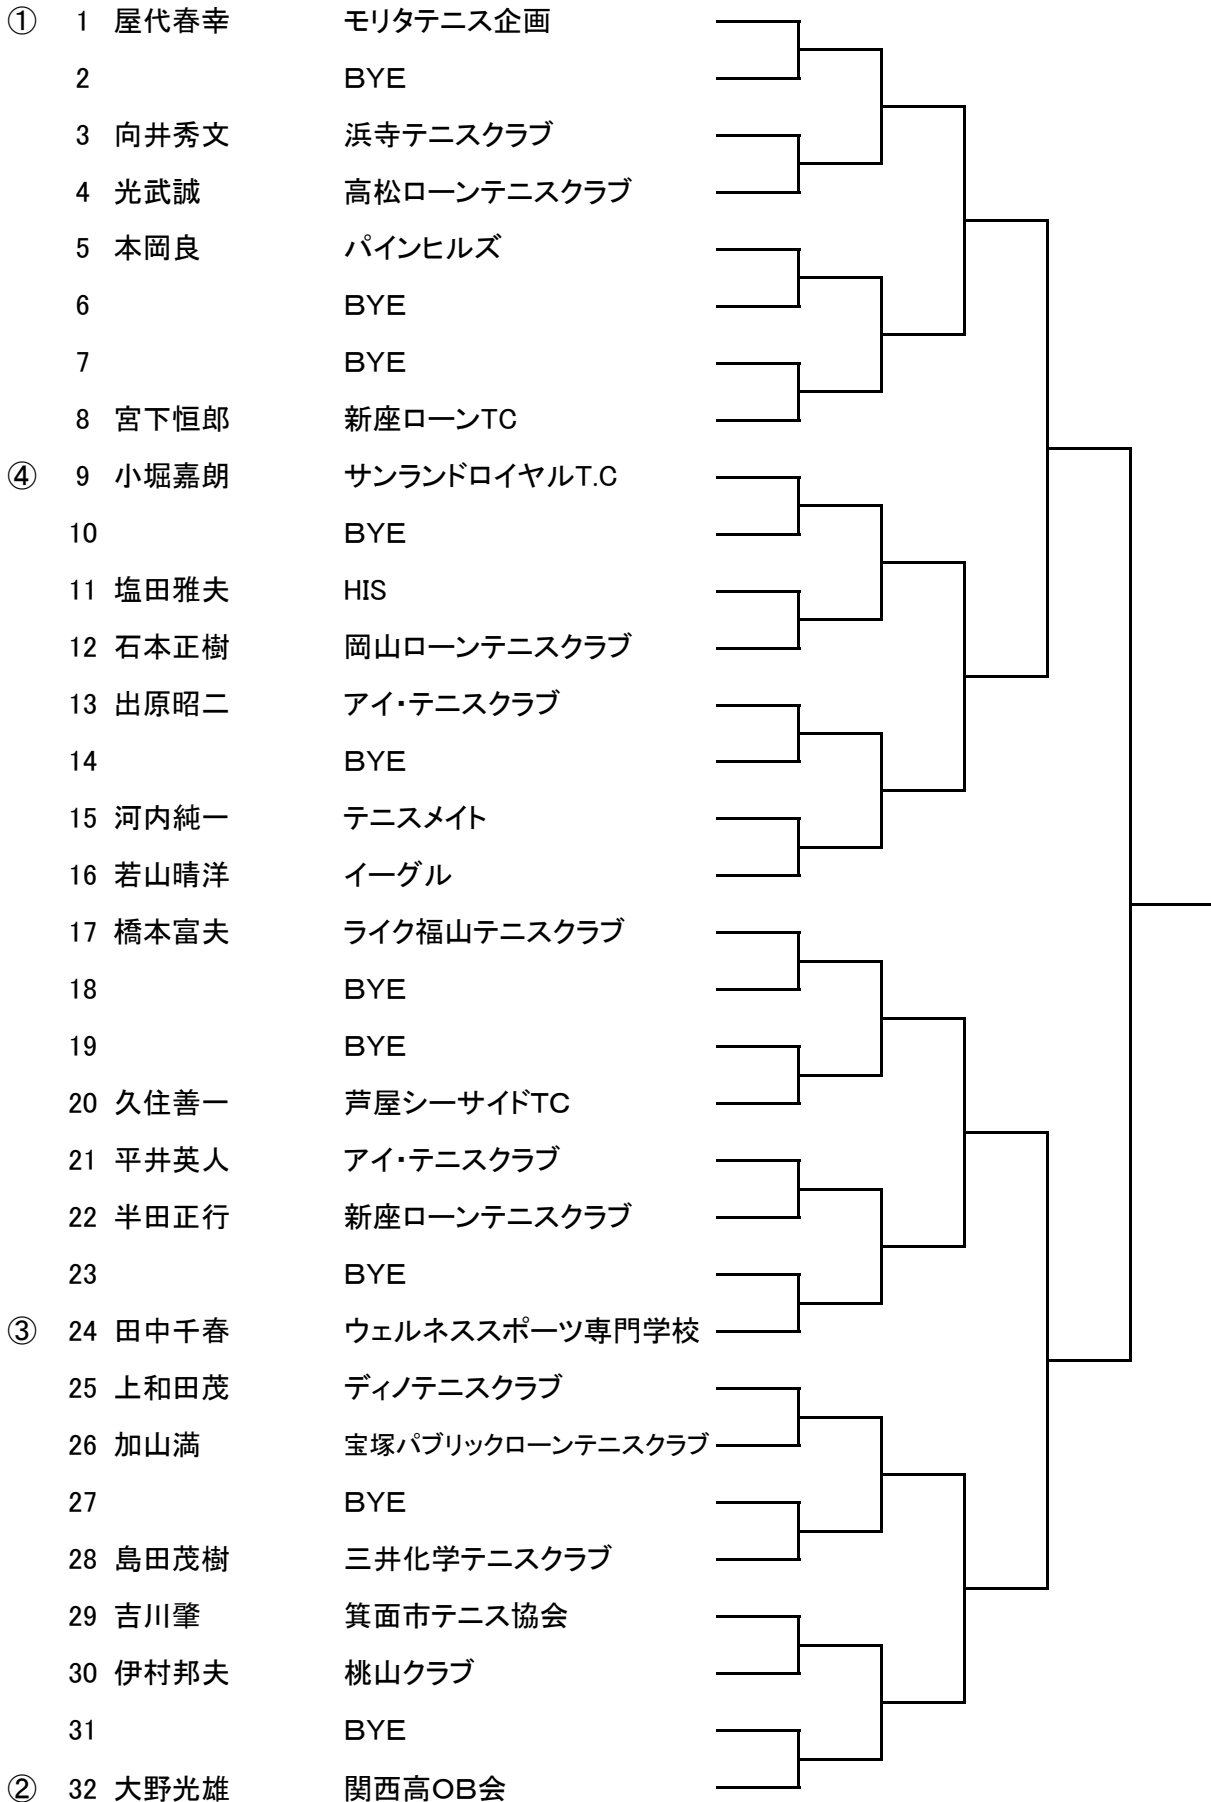 ① 1 屋代春幸 モリタテニス企画
2 BYE
3 向井秀文 浜寺テニスクラブ
4 光武誠 高松ローンテニスクラブ
5 本岡良 パインヒルズ
6 BYE
7 BYE
8 宮下恒郎 新座ローンTC
④ 9 小堀嘉朗 サンランドロイヤルT.C
10 BYE
11 塩田雅夫 HIS
12 石本正樹 岡山ローンテニスクラブ
13 出原昭二 アイ・テニスクラブ
14 BYE
15 河内純一 テニスメイト
16 若山晴洋 イーグル
17 橋本富夫 ライク福山テニスクラブ
18 BYE
19 BYE
20 久住善一 芦屋シーサイドTC
21 平井英人 アイ・テニスクラブ
22 半田正行 新座ローンテニスクラブ
23 BYE
③ 24 田中千春 ウェルネススポーツ専門学校
25 上和田茂 ディノテニスクラブ
26 加山満 宝塚パブリックローンテニスクラブ
27 BYE
28 島田茂樹 三井化学テニスクラブ
29 吉川肇 箕面市テニス協会
30 伊村邦夫 桃山クラブ
31 BYE
② 32 大野光雄 関西高OB会